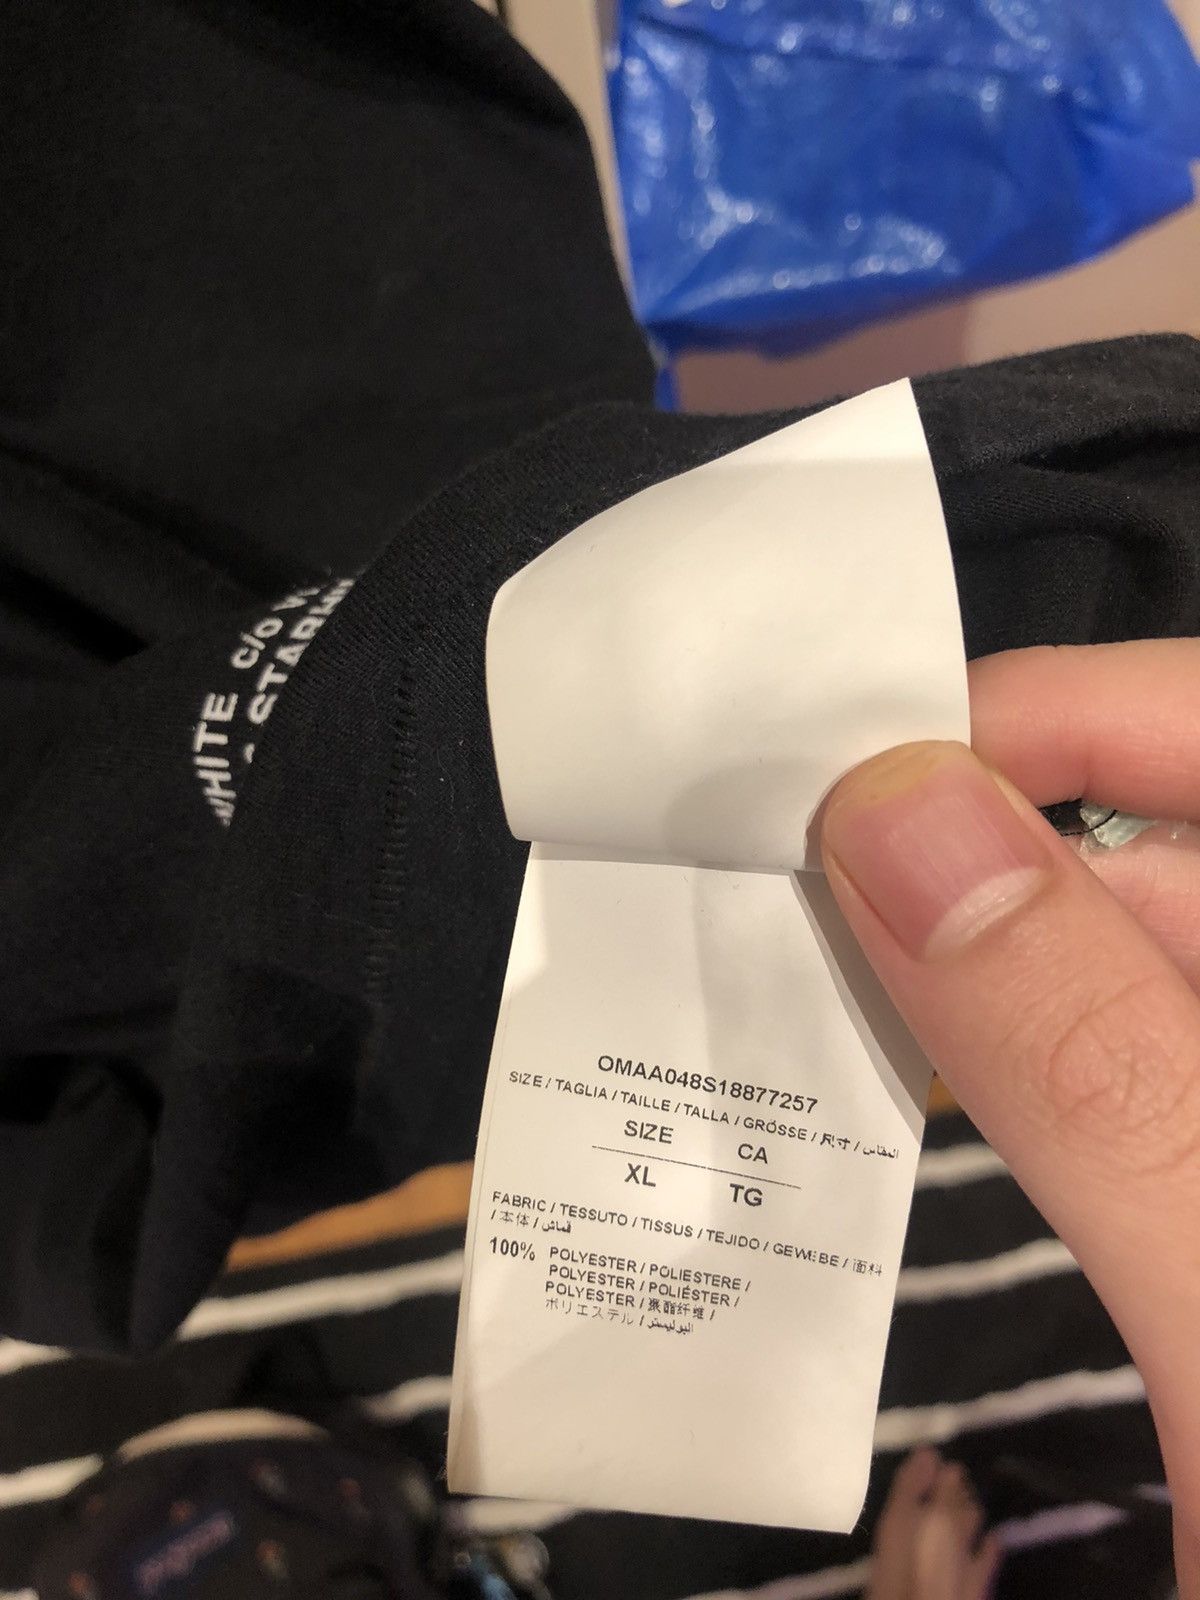 WHITE c/o
OMAA048S18877257
SIZE / TAGLIA / TAILLE / TALLA / GRÖSSE / 尺寸 / المقاس
SIZE CA
XL TG
FABRIC / TESSUTO / TISSUS / TEJIDO / GEWEBE / 面料
/ 本体 / قماش
100% POLYESTER / POLIESTERE /
POLYESTER / POLIÉSTER /
POLYESTER / 聚酯纤维 /
ポリエステル / البوليستر